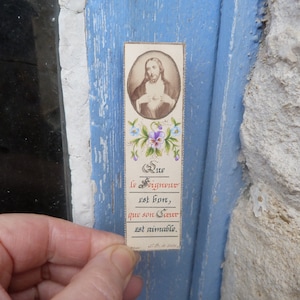 Que
le Seigneur
est bon,
que son Cœur
est aimable.